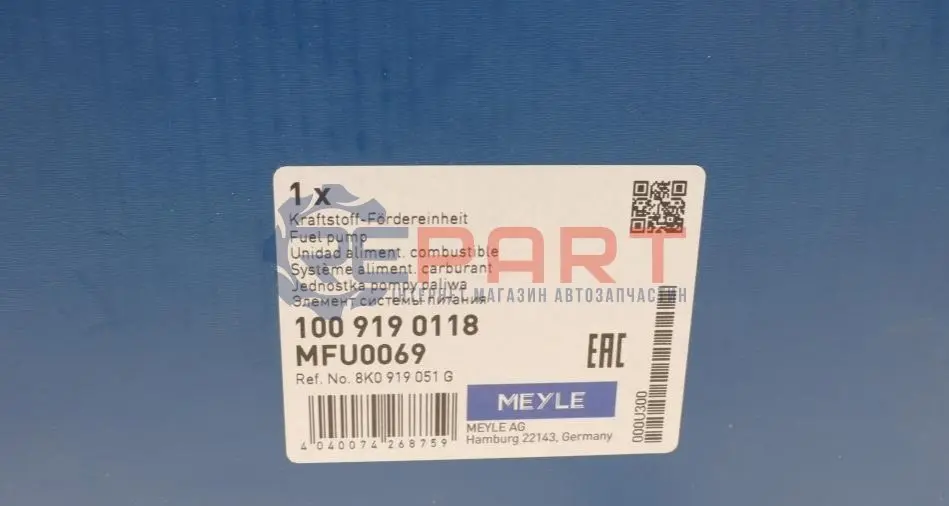 1 x
Kraftstoff-Fördereinheit
Fuel pump
Unidad aliment. combustible
Système aliment. carburant
Jednostka pompy paliwa
Элемент системы питания
REPART
ІНТЕРНЕТ МАГАЗИН АВТОЗАПЧАСТИН
100 919 0118
MFU0069
Ref. No. 8K0 919 051 G
EAC
MEYLE
MEYLE AG
Hamburg 22143, Germany
4 040074 268759
000U300